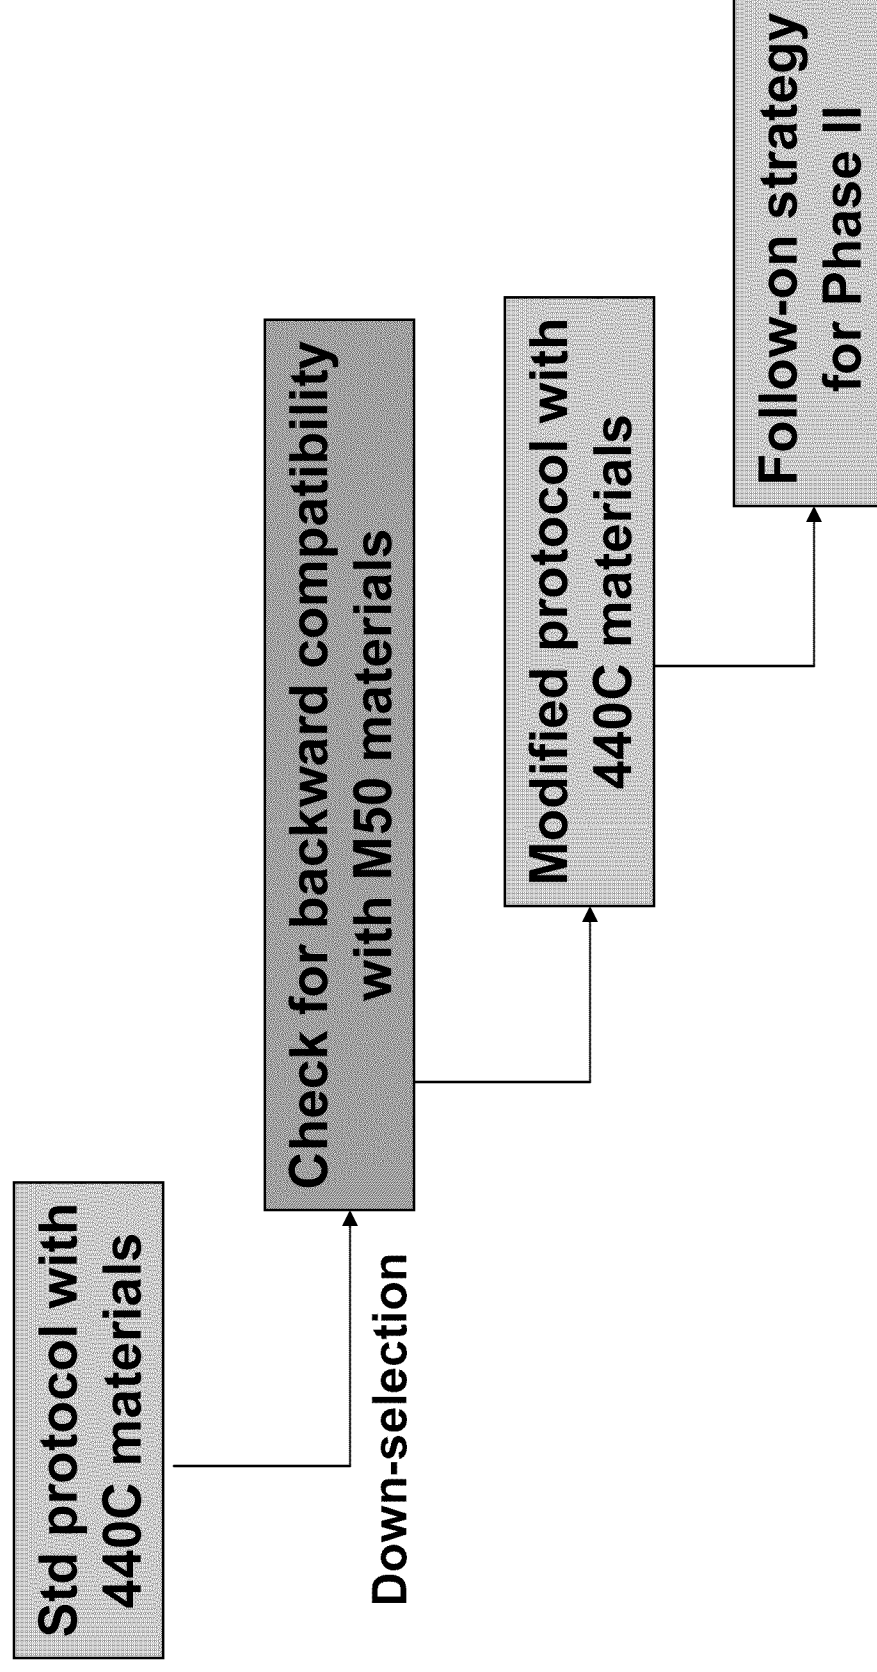 Std protocol with
440C materials
Down-selection
Check for backward compatibility
with M50 materials
Modified protocol with
440C materials
Follow-on strategy
for Phase II